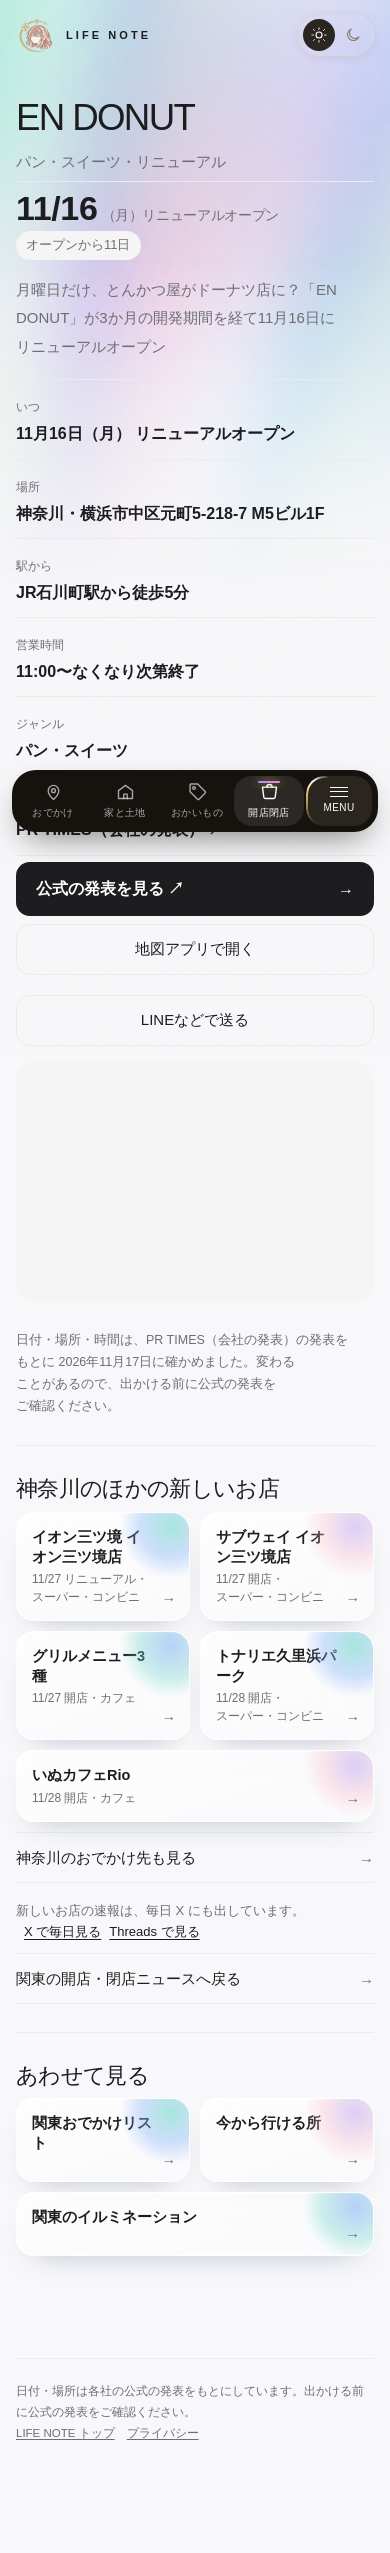 LIFE NOTE
EN DONUT
パン・スイーツ・リニューアル
11/16 （月）リニューアルオープン
オープンから11日
月曜日だけ、とんかつ屋がドーナツ店に？「EN
DONUT」が3か月の開発期間を経て11月16日に
リニューアルオープン
いつ
11月16日（月） リニューアルオープン
場所
神奈川・横浜市中区元町5-218-7 M5ビル1F
駅から
JR石川町駅から徒歩5分
営業時間
11:00〜なくなり次第終了
ジャンル
パン・スイーツ
おでかけ
家と土地
おかいもの
開店閉店
MENU
PR TIMES（会社の発表）
公式の発表を見る ↗ →
地図アプリで開く
LINEなどで送る
日付・場所・時間は、PR TIMES（会社の発表）の発表を
もとに 2026年11月17日に確かめました。変わる
ことがあるので、出かける前に公式の発表を
ご確認ください。
神奈川のほかの新しいお店
イオン三ツ境 イ
オン三ツ境店
11/27 リニューアル・
スーパー・コンビニ →
サブウェイ イオ
ン三ツ境店
11/27 開店・
スーパー・コンビニ →
グリルメニュー3
種
11/27 開店・カフェ
→
トナリエ久里浜パ
ーク
11/28 開店・
スーパー・コンビニ →
いぬカフェRio
11/28 開店・カフェ →
神奈川のおでかけ先も見る →
新しいお店の速報は、毎日 X にも出しています。
X で毎日見る Threads で見る
関東の開店・閉店ニュースへ戻る →
あわせて見る
関東おでかけリス
ト
→
今から行ける所
→
関東のイルミネーション
→
日付・場所は各社の公式の発表をもとにしています。出かける前
に公式の発表をご確認ください。
LIFE NOTE トップ プライバシー